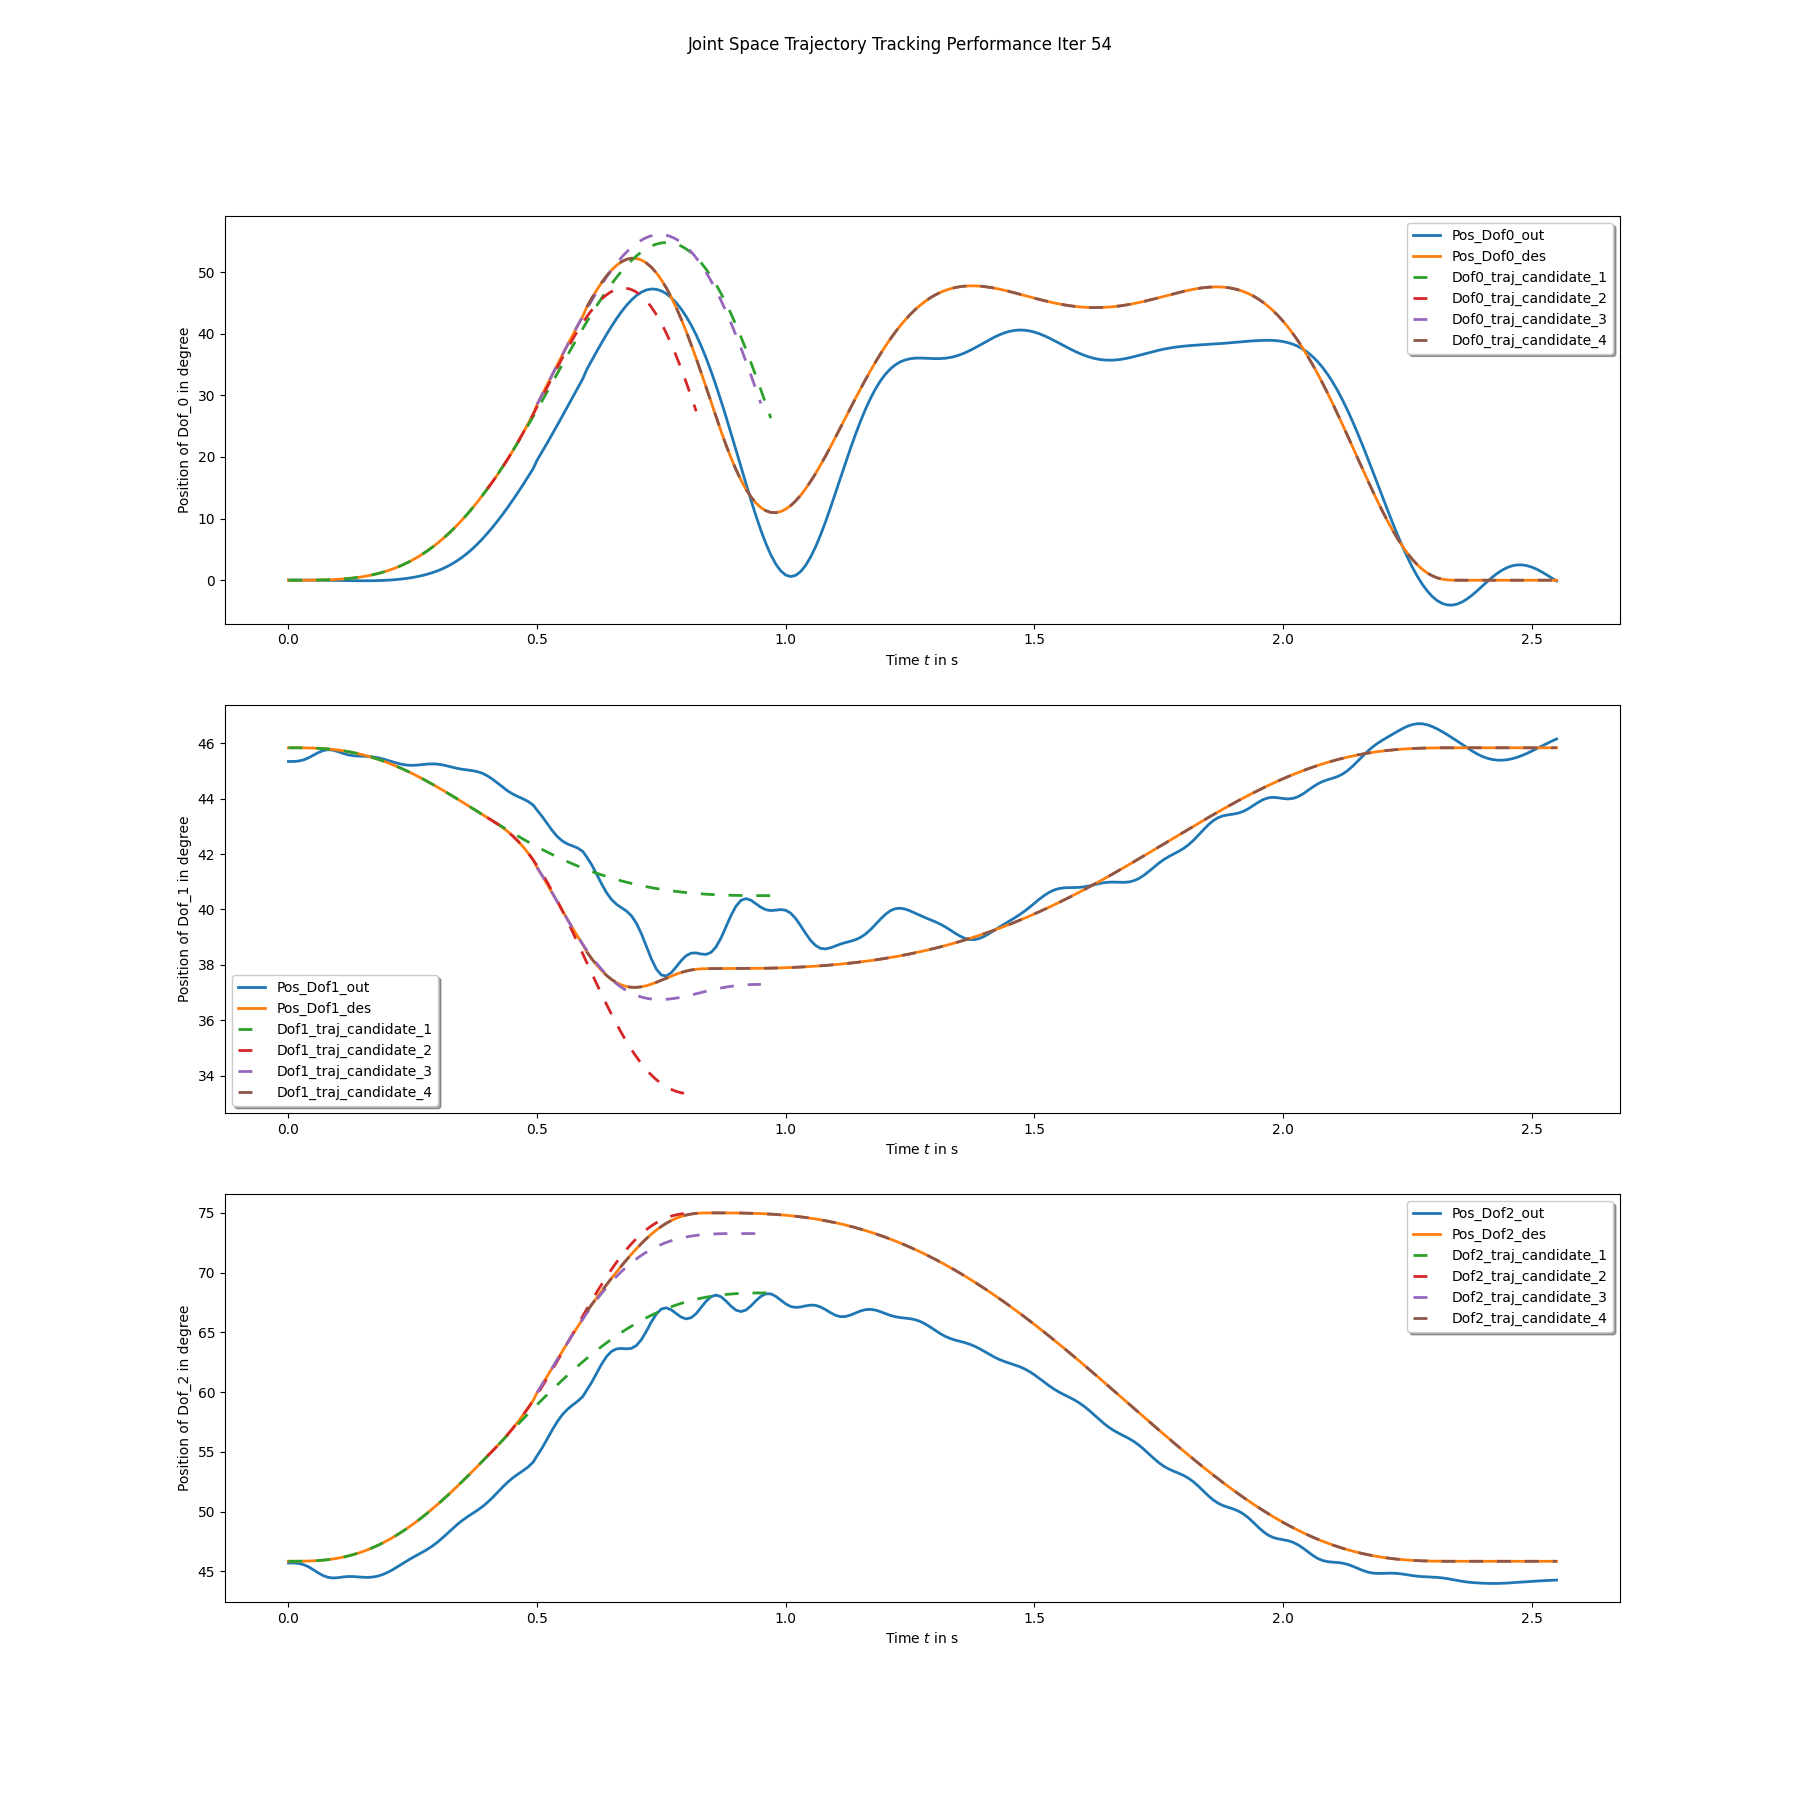 Joint Space Trajectory Tracking Performance Iter 54
Position of Dof_0 in degree
50
40
30
20
10
0
0.0 0.5 1.0 1.5 2.0 2.5
Time t in s
Pos_Dof0_out
Pos_Dof0_des
Dof0_traj_candidate_1
Dof0_traj_candidate_2
Dof0_traj_candidate_3
Dof0_traj_candidate_4
Position of Dof_1 in degree
46
44
42
40
38
36
34
0.0 0.5 1.0 1.5 2.0 2.5
Time t in s
Pos_Dof1_out
Pos_Dof1_des
Dof1_traj_candidate_1
Dof1_traj_candidate_2
Dof1_traj_candidate_3
Dof1_traj_candidate_4
Position of Dof_2 in degree
75
70
65
60
55
50
45
0.0 0.5 1.0 1.5 2.0 2.5
Time t in s
Pos_Dof2_out
Pos_Dof2_des
Dof2_traj_candidate_1
Dof2_traj_candidate_2
Dof2_traj_candidate_3
Dof2_traj_candidate_4